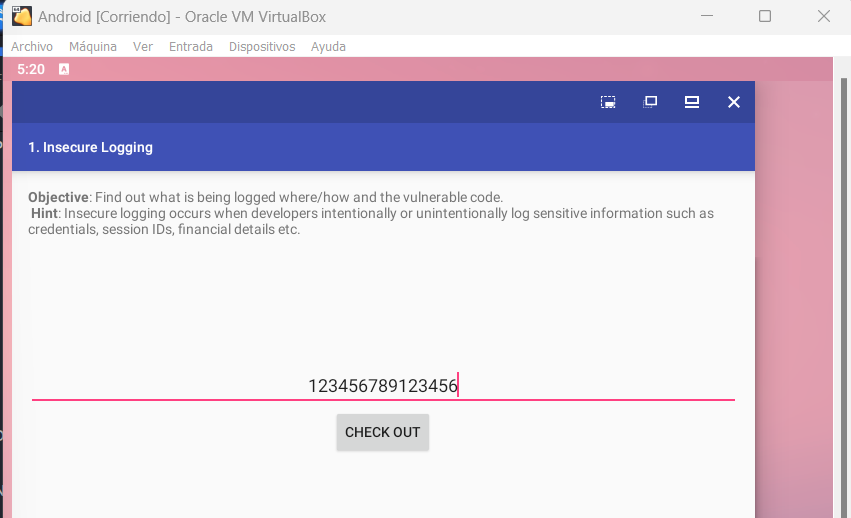 Android [Corriendo] - Oracle VM VirtualBox
Archivo Máquina Ver Entrada Dispositivos Ayuda
5:20
1. Insecure Logging
Objective: Find out what is being logged where/how and the vulnerable code.
Hint: Insecure logging occurs when developers intentionally or unintentionally log sensitive information such as
credentials, session IDs, financial details etc.
123456789123456
CHECK OUT